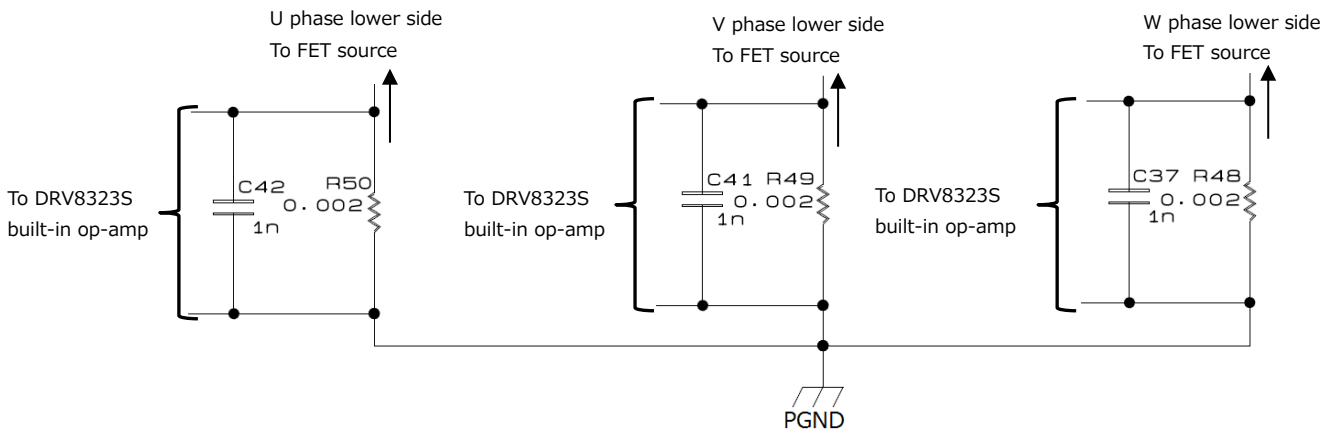 U phase lower side
To FET source
V phase lower side
To FET source
W phase lower side
To FET source
To DRV8323S
built-in op-amp
C42
R50
0.002
1n
To DRV8323S
built-in op-amp
C41 R49
0.002
1n
To DRV8323S
built-in op-amp
C37 R48
0.002
1n
PGND